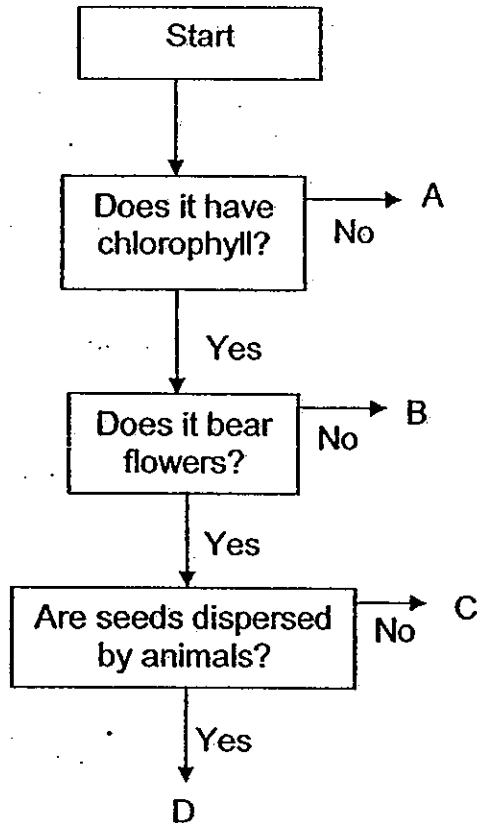 Start
Does it have
chlorophyll?
A
No
Yes
Does it bear
flowers?
B
No
Yes
Are seeds dispersed
by animals?
C
No
Yes
D